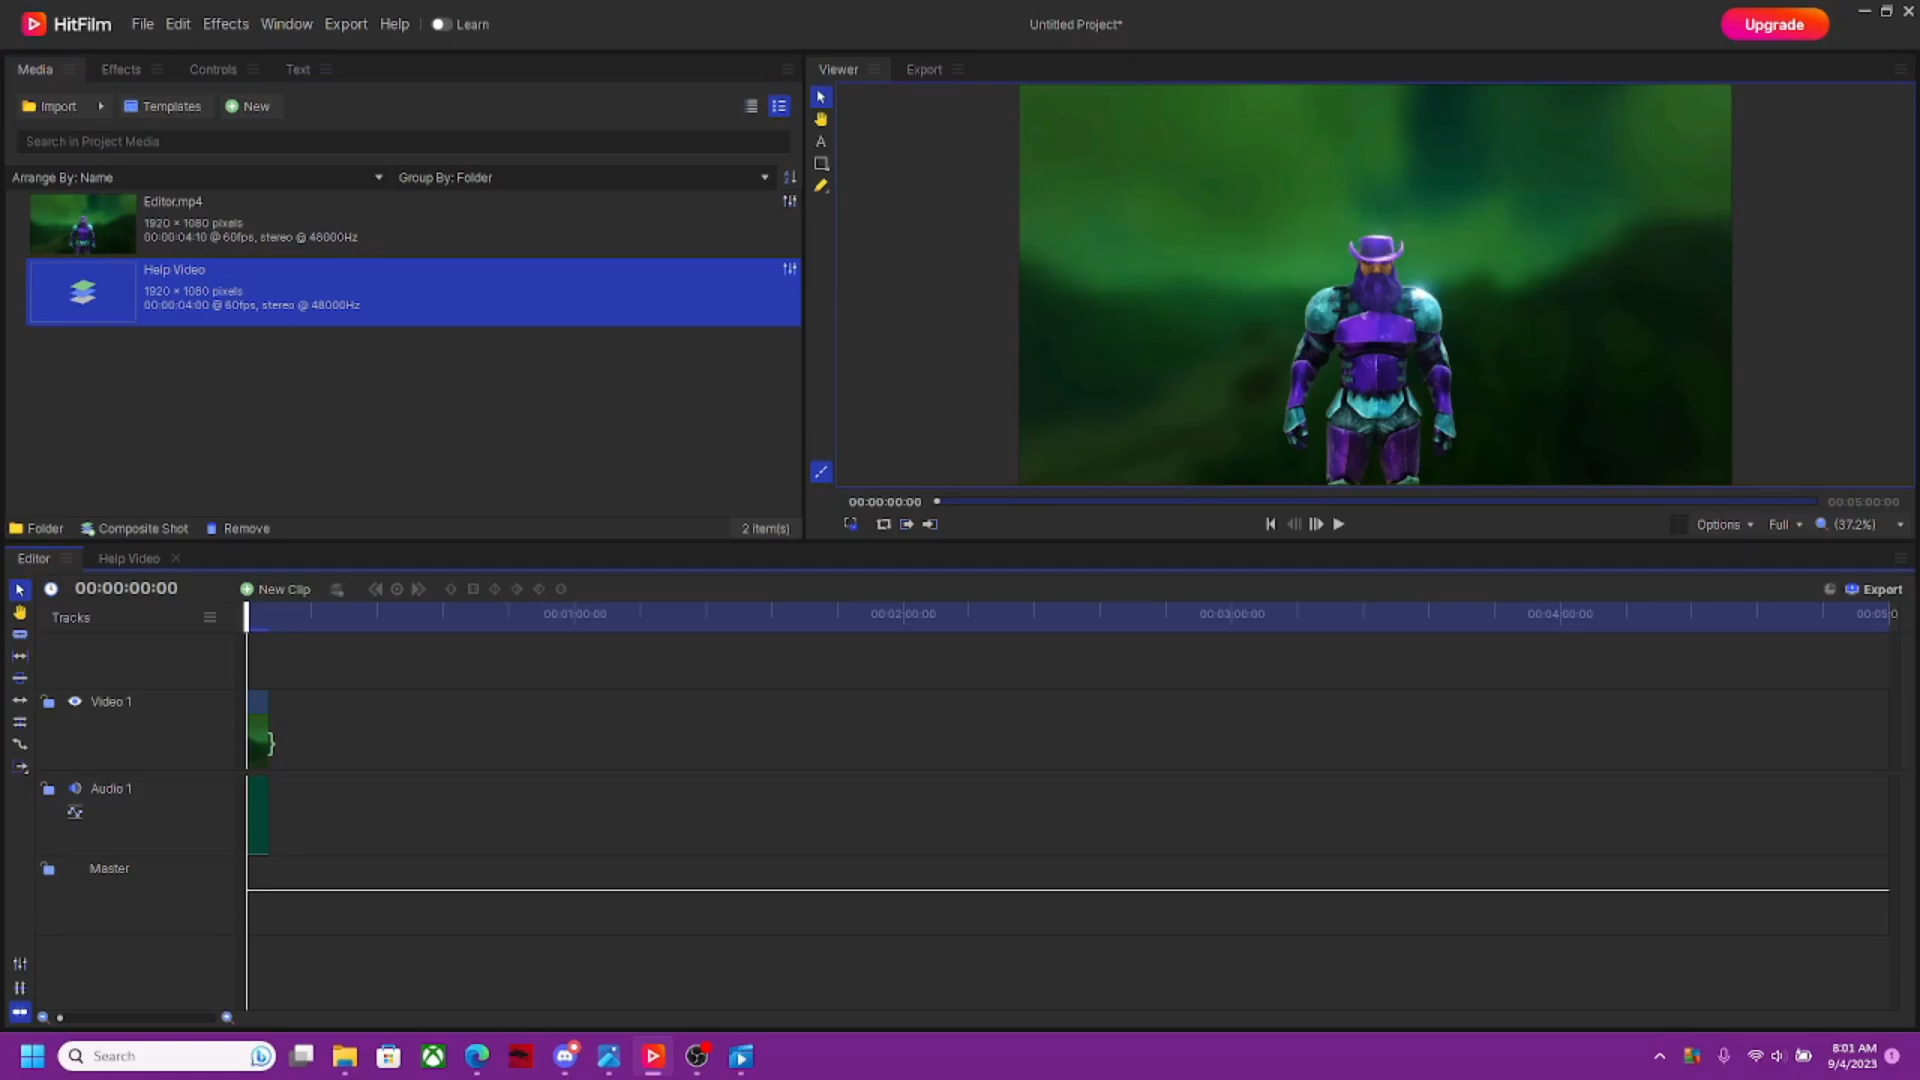 HitFilm File Edit Effects Window Export Help Learn Untitled Project* Upgrade
Media Effects Controls Text Viewer Export
Import Templates New
Search in Project Media
Arrange By: Name Group By: Folder
Editor.mp4
1920 × 1080 pixels
00:00:04:10 @ 60fps, stereo @ 48000Hz
Help Video
1920 × 1080 pixels
00:00:04:00 @ 60fps, stereo @ 48000Hz
00:00:00:00 00:05:00:00
Folder Composite Shot Remove 2 item(s) Options Full (37.2%)
Editor Help Video
00:00:00:00 New Clip Export
Tracks 00:01:00:00 00:02:00:00 00:03:00:00 00:04:00:00 00:05:0
Video 1
Audio 1
Master
Search 8:01 AM
9/4/2023 1